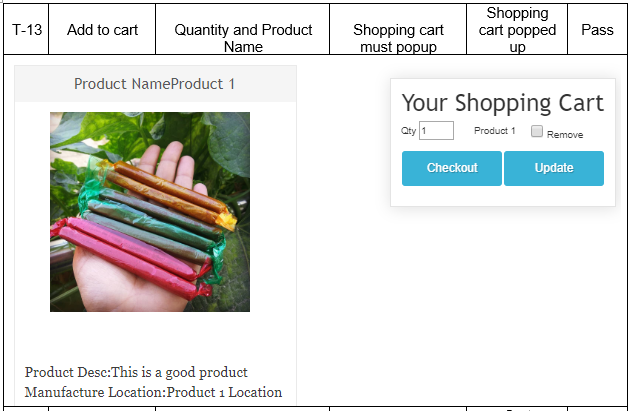 T-13
Add to cart
Quantity and Product
Name
Shopping cart
must popup
Shopping
cart popped
up
Pass
Product NameProduct 1
Product Desc:This is a good product
Manufacture Location:Product 1 Location
Your Shopping Cart
Qty 1 Product 1 Remove
Checkout Update